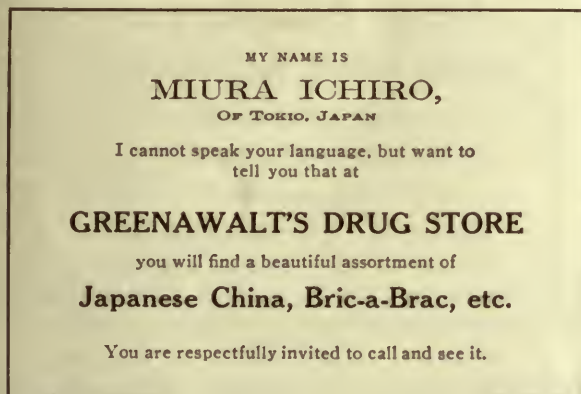 MY NAME IS
MIURA ICHIRO,
OF TOKIO, JAPAN
I cannot speak your language, but want to
tell you that at
GREENAWALT'S DRUG STORE
you will find a beautiful assortment of
Japanese China, Bric-a-Brac, etc.
You are respectfully invited to call and see it.